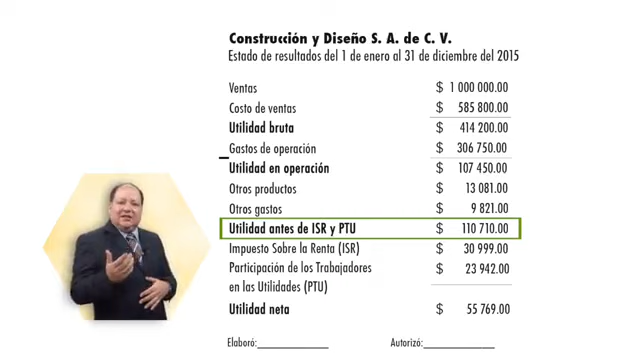 Construcción y Diseño S. A. de C. V.
Estado de resultados del 1 de enero al 31 de diciembre del 2015
Ventas $ 1 000 000.00
Costo de ventas $ 585 800.00
Utilidad bruta $ 414 200.00
Gastos de operación $ 306 750.00
Utilidad en operación $ 107 450.00
Otros productos $ 13 081.00
Otros gastos $ 9 821.00
Utilidad antes de ISR y PTU $ 110 710.00
Impuesto Sobre la Renta (ISR) $ 30 999.00
Participación de los Trabajadores $ 23 942.00
en las Utilidades (PTU)
Utilidad neta $ 55 769.00
Elaboró:____________ Autorizó:____________